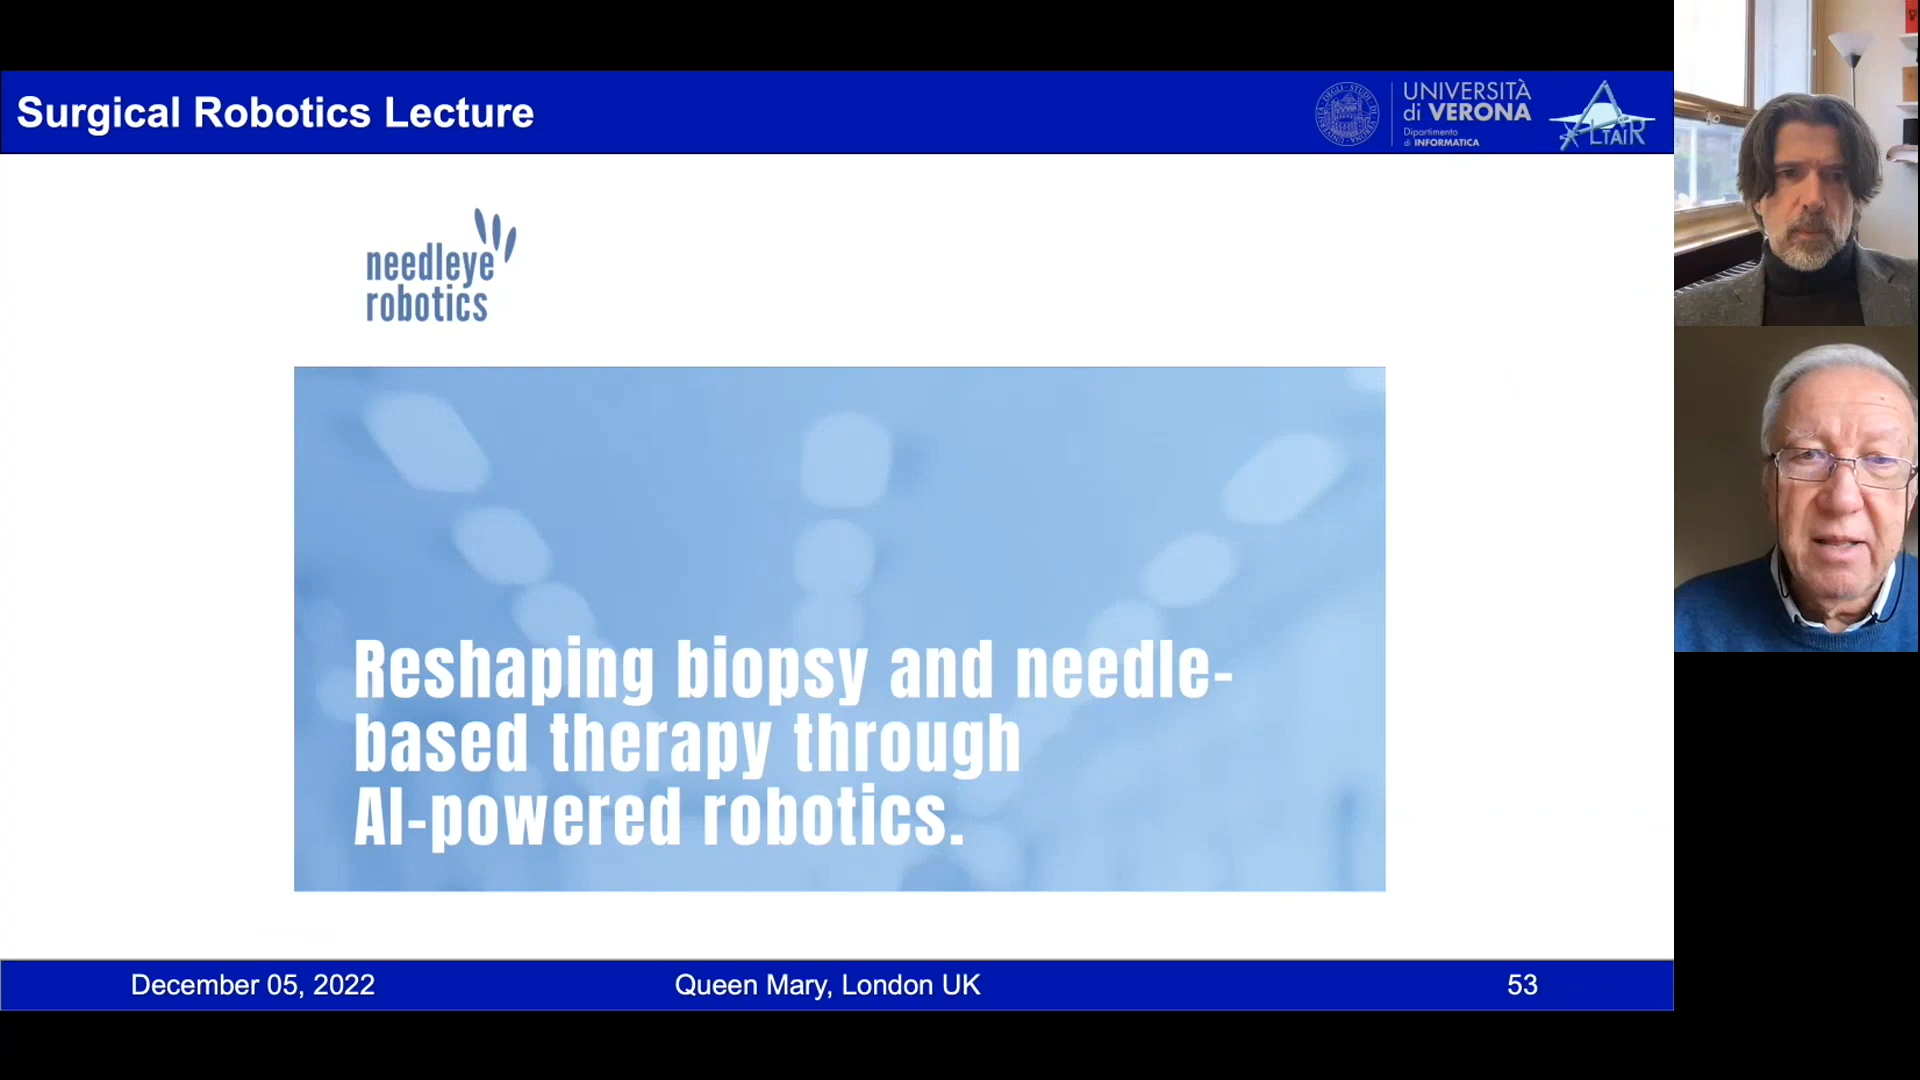 Surgical Robotics Lecture
UNIVERSITÀ
di VERONA
Dipartimento
di INFORMATICA
ALTAIR
needleye
robotics
Reshaping biopsy and needle-
based therapy through
AI-powered robotics.
December 05, 2022
Queen Mary, London UK
53